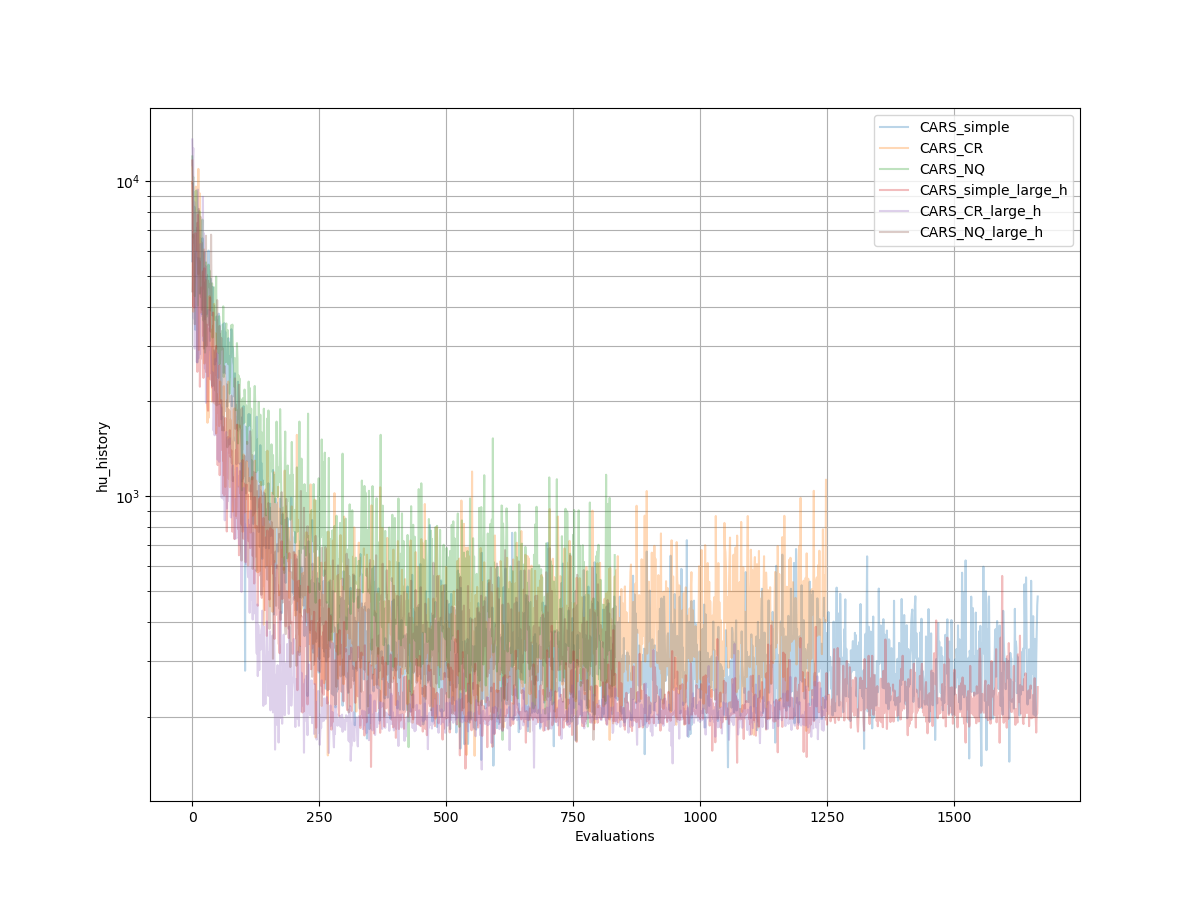 CARS_simple
CARS_CR
CARS_NQ
CARS_simple_large_h
CARS_CR_large_h
CARS_NQ_large_h
10^4
10^3
hu_history
0 250 500 750 1000 1250 1500
Evaluations